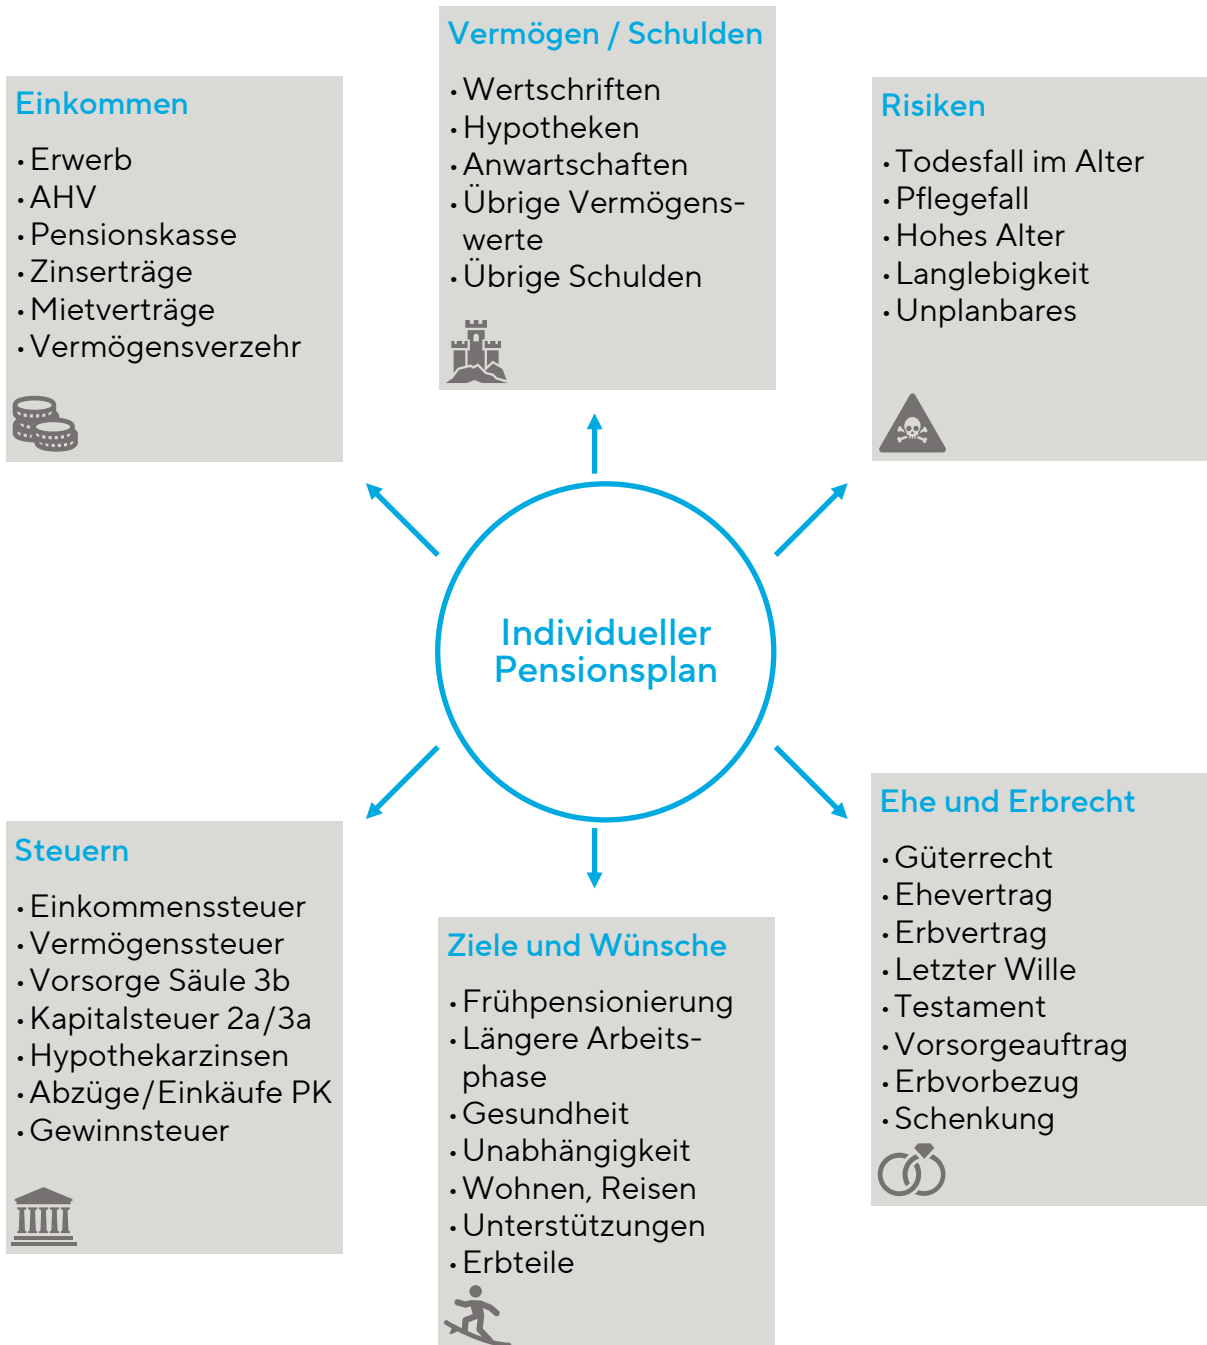 Vermögen / Schulden
• Wertschriften
• Hypotheken
• Anwartschaften
• Übrige Vermögens-
werte
• Übrige Schulden
Einkommen
• Erwerb
• AHV
• Pensionskasse
• Zinserträge
• Mietverträge
• Vermögensverzehr
Risiken
• Todesfall im Alter
• Pflegefall
• Hohes Alter
• Langlebigkeit
• Unplanbares
Individueller
Pensionsplan
Steuern
• Einkommenssteuer
• Vermögenssteuer
• Vorsorge Säule 3b
• Kapitalsteuer 2a/3a
• Hypothekarzinsen
• Abzüge/Einkäufe PK
• Gewinnsteuer
Ziele und Wünsche
• Frühpensionierung
• Längere Arbeits-
phase
• Gesundheit
• Unabhängigkeit
• Wohnen, Reisen
• Unterstützungen
• Erbteile
Ehe und Erbrecht
• Güterrecht
• Ehevertrag
• Erbvertrag
• Letzter Wille
• Testament
• Vorsorgeauftrag
• Erbvorbezug
• Schenkung